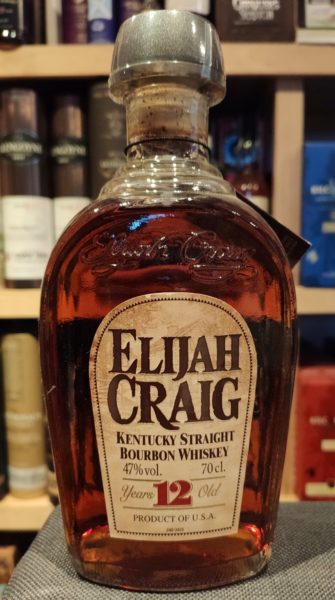 Elijah Craig
ELIJAH
CRAIG
KENTUCKY STRAIGHT
BOURBON WHISKEY
47% vol. 70 cl.
Years 12 Old
PRODUCT OF U.S.A.